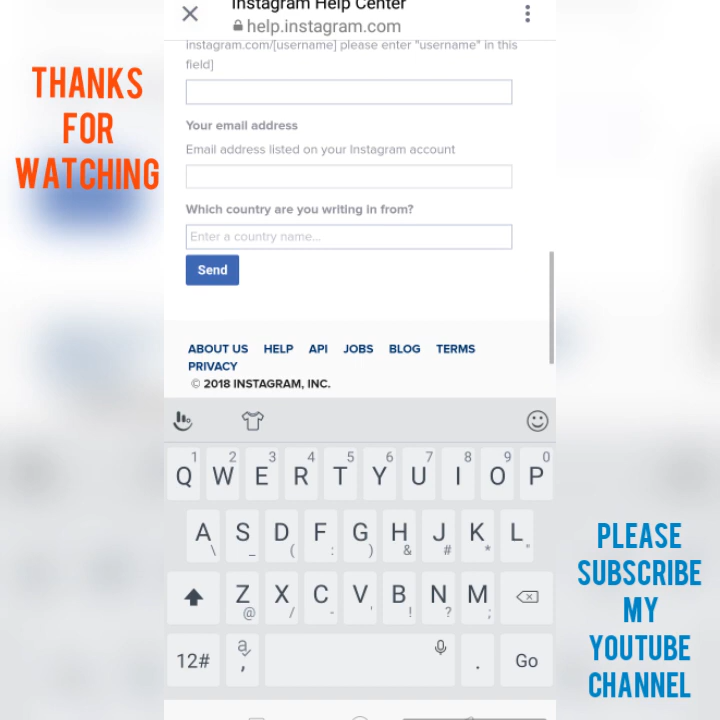 Instagram Help Center
help.instagram.com
instagram.com/[username] please enter "username" in this
field]
Your email address
Email address listed on your Instagram account
Which country are you writing in from?
Enter a country name...
Send
ABOUT US HELP API JOBS BLOG TERMS
PRIVACY
© 2018 INSTAGRAM, INC.
1 2 3 4 5 6 7 8 9 0
Q W E R T Y U I O P
A S D F G H J K L
\ _ ( : ) & # * "
Z X C V B N M
@ / - ' ! ? ;
12# a , . Go
THANKS
FOR
WATCHING
PLEASE
SUBSCRIBE
MY
YOUTUBE
CHANNEL